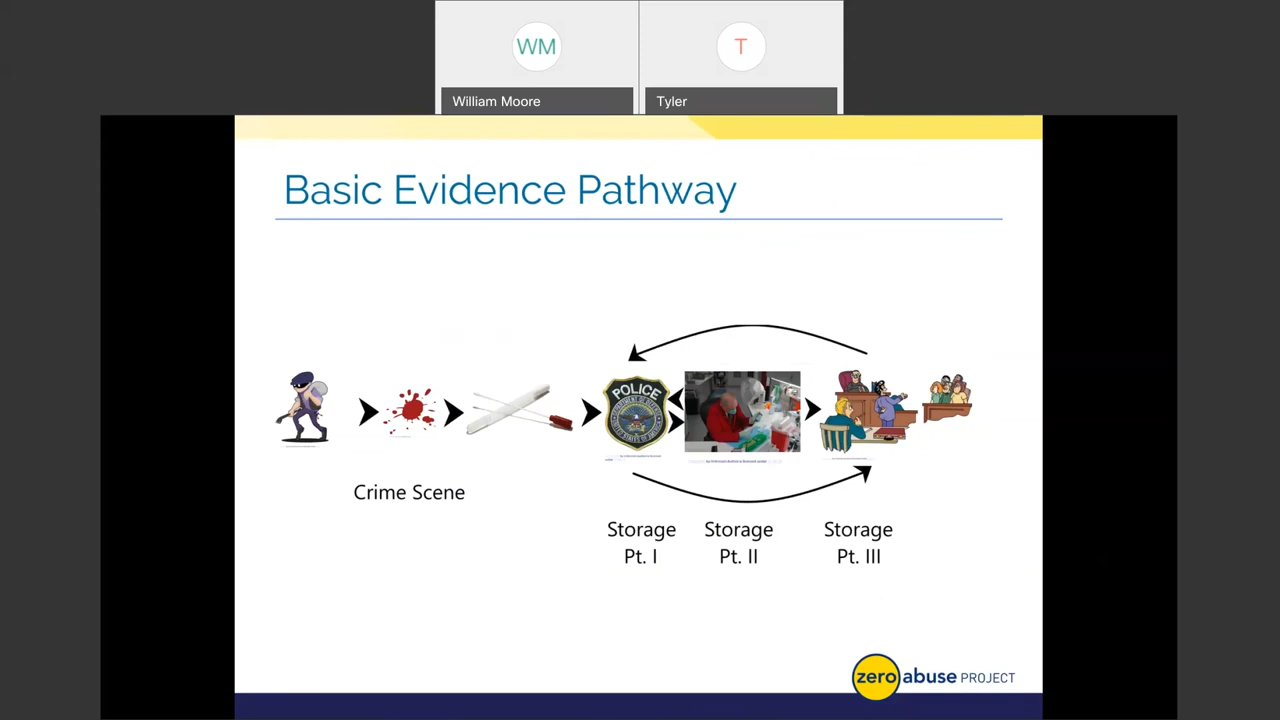 WM
T
William Moore
Tyler
Basic Evidence Pathway
POLICE
Crime Scene
Storage
Pt. I
Storage
Pt. II
Storage
Pt. III
zero abuse PROJECT